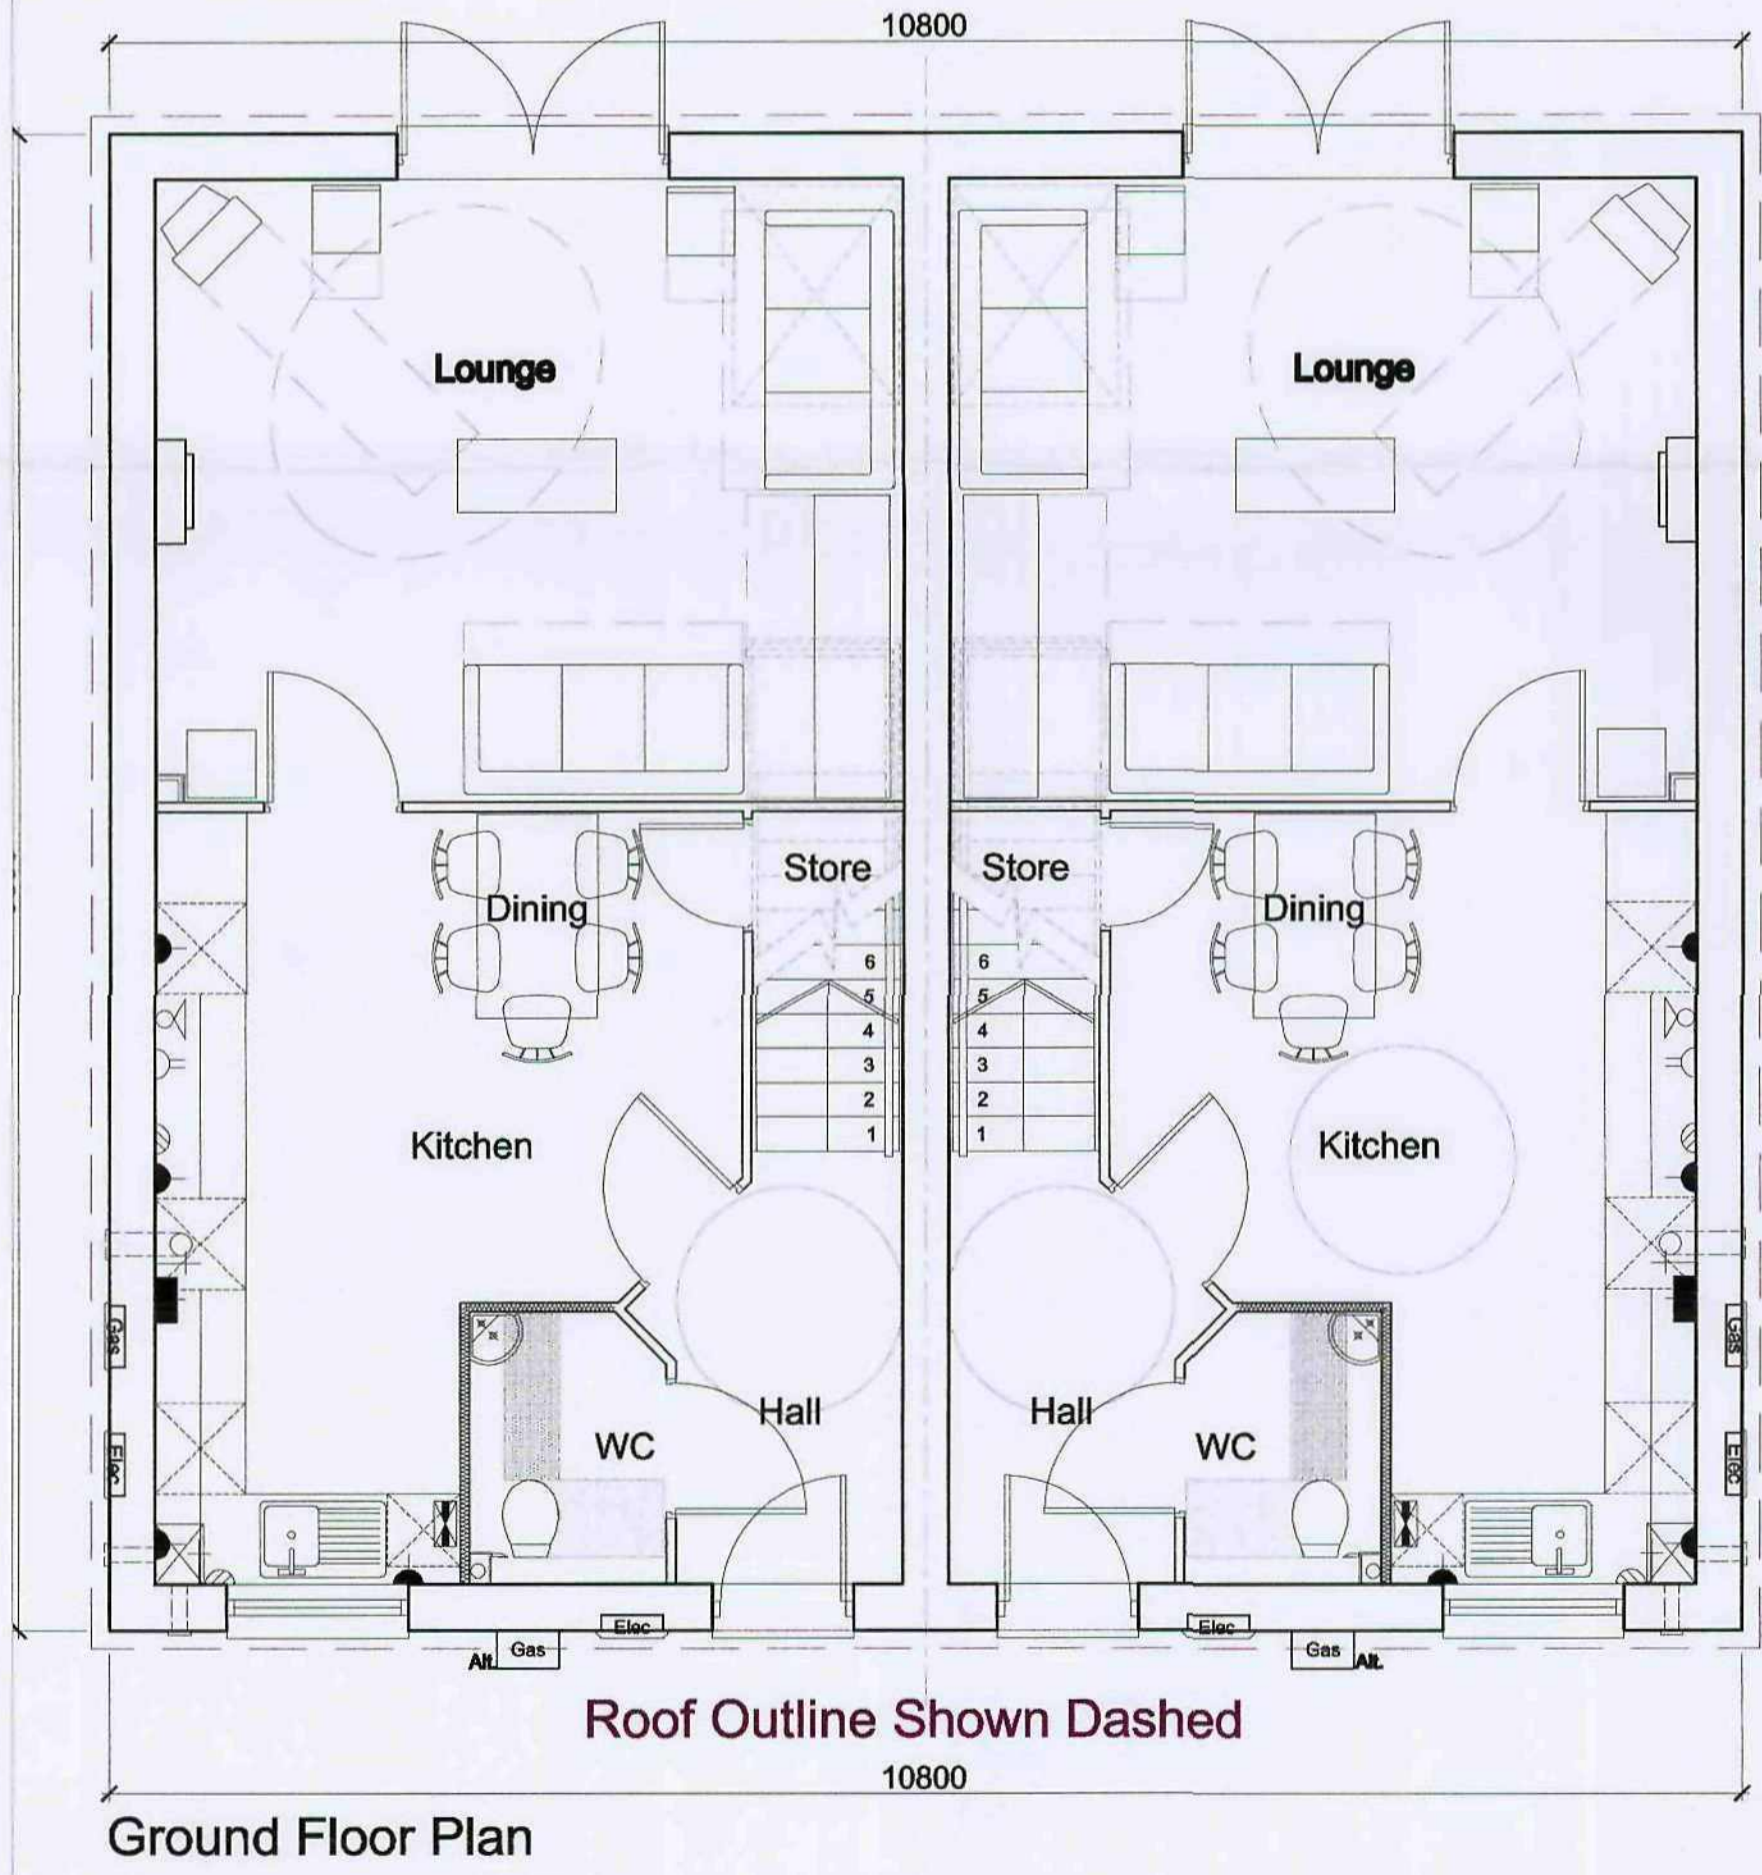 10800
Lounge Lounge
Store Store
Dining Dining
6 6
5 5
4 4
3 3
2 2
1 1
Kitchen Kitchen
Gas Gas
Hall Hall
WC WC
Elec Elec
Elec Elec
Alt. Gas Gas Alt.
Roof Outline Shown Dashed
10800
Ground Floor Plan